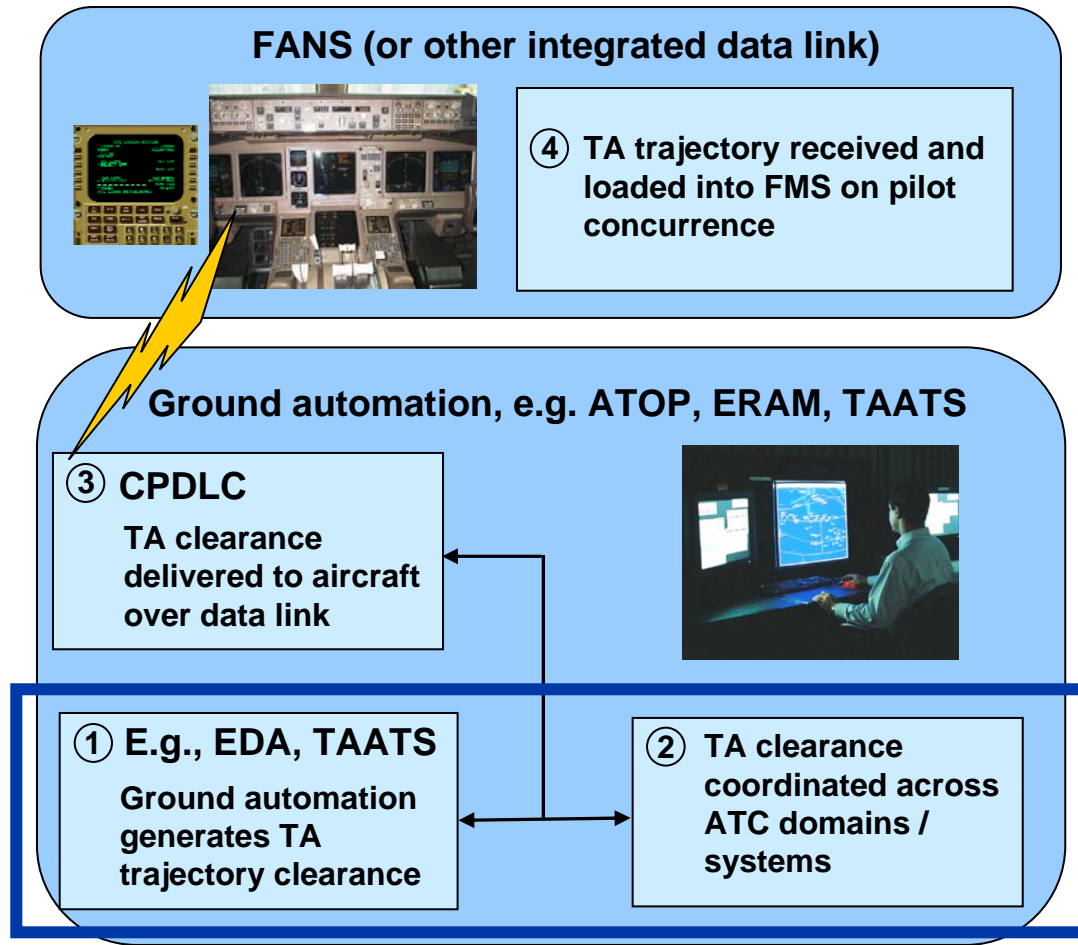 FANS (or other integrated data link)
④ TA trajectory received and
loaded into FMS on pilot
concurrence
Ground automation, e.g. ATOP, ERAM, TAATS
③ CPDLC
TA clearance
delivered to aircraft
over data link
① E.g., EDA, TAATS
Ground automation
generates TA
trajectory clearance
② TA clearance
coordinated across
ATC domains /
systems